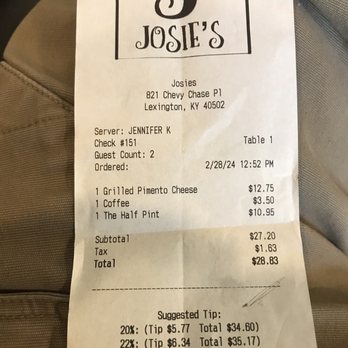 JOSIE'S
Josies
821 Chevy Chase Pl
Lexington, KY 40502
Server: JENNIFER K
Check #151 Table 1
Guest Count: 2
Ordered: 2/28/24 12:52 PM
1 Grilled Pimento Cheese $12.75
1 Coffee $3.50
1 The Half Pint $10.95
Subtotal $27.20
Tax $1.63
Total $28.83
Suggested Tip:
20%: (Tip $5.77 Total $34.60)
22%: (Tip $6.34 Total $35.17)